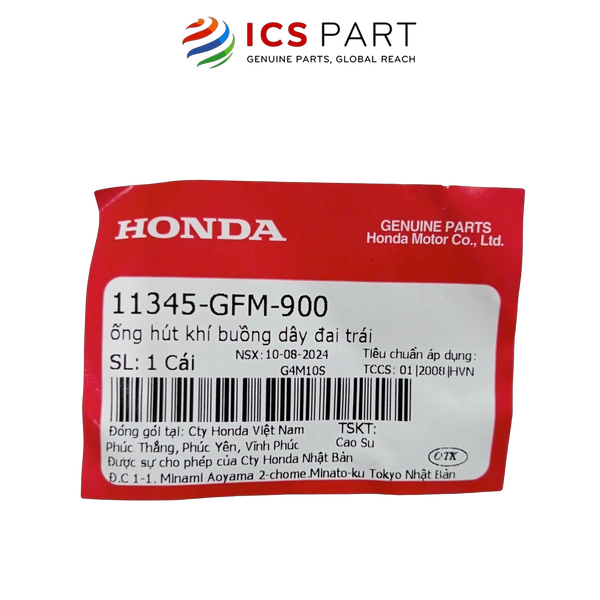 ICS PART
GENUINE PARTS, GLOBAL REACH
HONDA
GENUINE PARTS
Honda Motor Co., Ltd.
11345-GFM-900
ống hút khí buồng dây đai trái
SL: 1 Cái
NSX: 10-08-2024
G4M10S
Tiêu chuẩn áp dụng:
TCCS: 01|2008|HVN
Đóng gói tại: Cty Honda Việt Nam
Phúc Thắng, Phúc Yên, Vĩnh Phúc
TSKT:
Cao Su
Được sự cho phép của Cty Honda Nhật Bản
Đ.C 1-1. Minami Aoyama 2-chome.Minato-ku Tokyo Nhật Bản
OTK